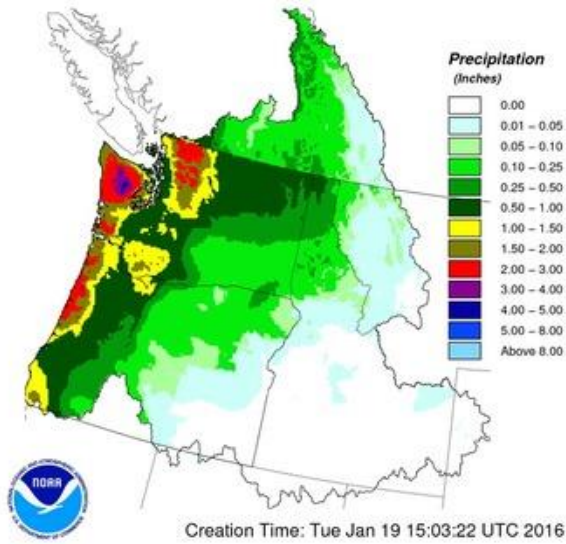 Precipitation
(Inches)
0.00
0.01 – 0.05
0.05 – 0.10
0.10 – 0.25
0.25 – 0.50
0.50 – 1.00
1.00 – 1.50
1.50 – 2.00
2.00 – 3.00
3.00 – 4.00
4.00 – 5.00
5.00 – 8.00
Above 8.00
NOAA
Creation Time: Tue Jan 19 15:03:22 UTC 2016